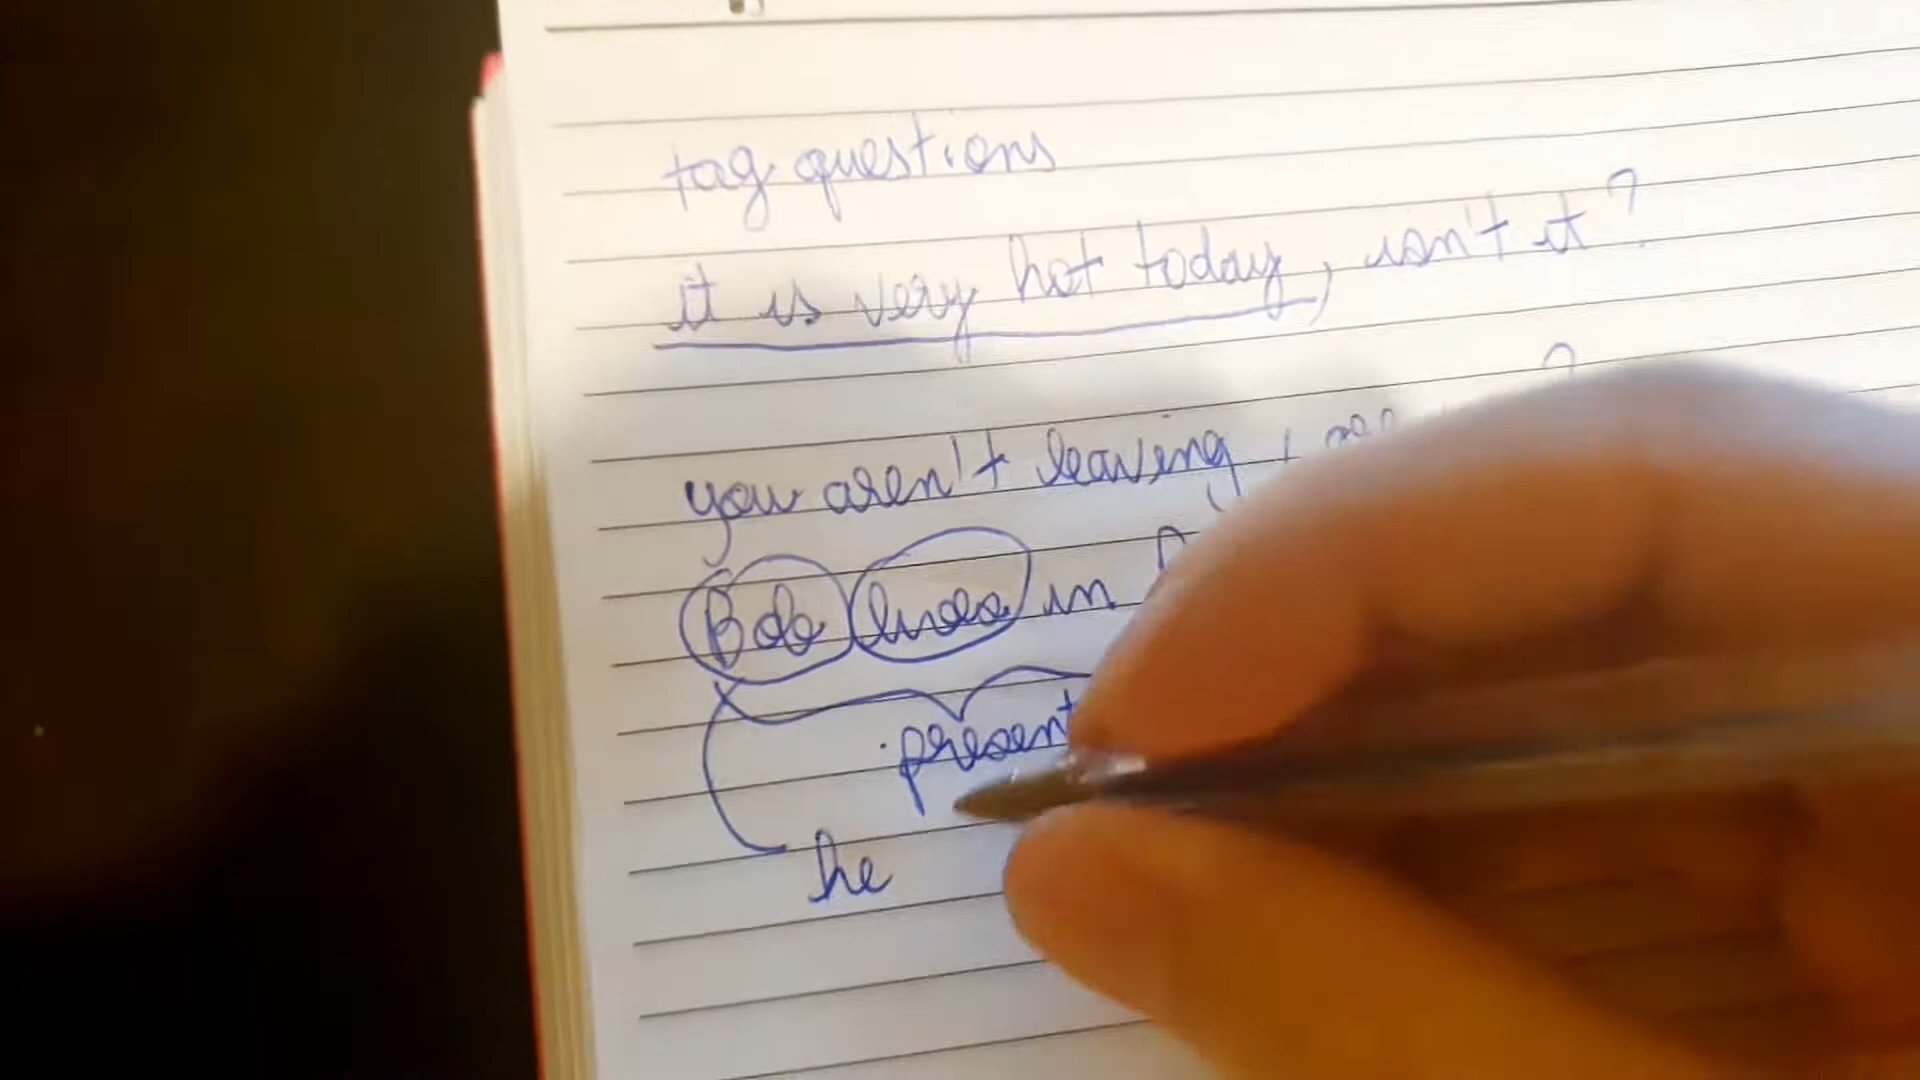 tag questions
it is very hot today, isn't it?
you aren't leaving, ?
Bob lives in
present
he